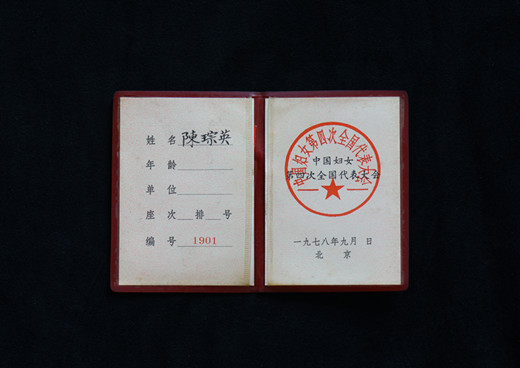 姓名 陳琮英
年龄
单位
座次 排 号
编号 1901
中国妇女第四次全国代表大会
中国妇女
第四次全国代表大会
一九七八年九月 日
北 京